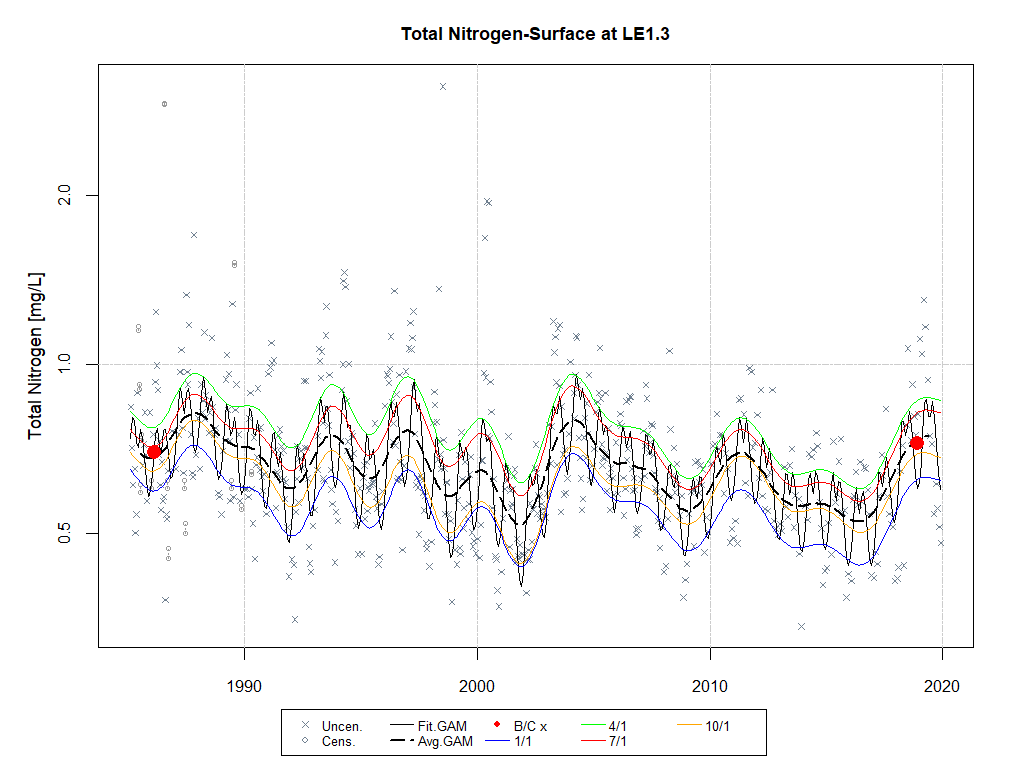 Total Nitrogen-Surface at LE1.3
Total Nitrogen [mg/L]
2.0
1.0
0.5
1990 2000 2010 2020
Uncen. Fit.GAM B/C x 4/1 10/1
Cens. Avg.GAM 1/1 7/1